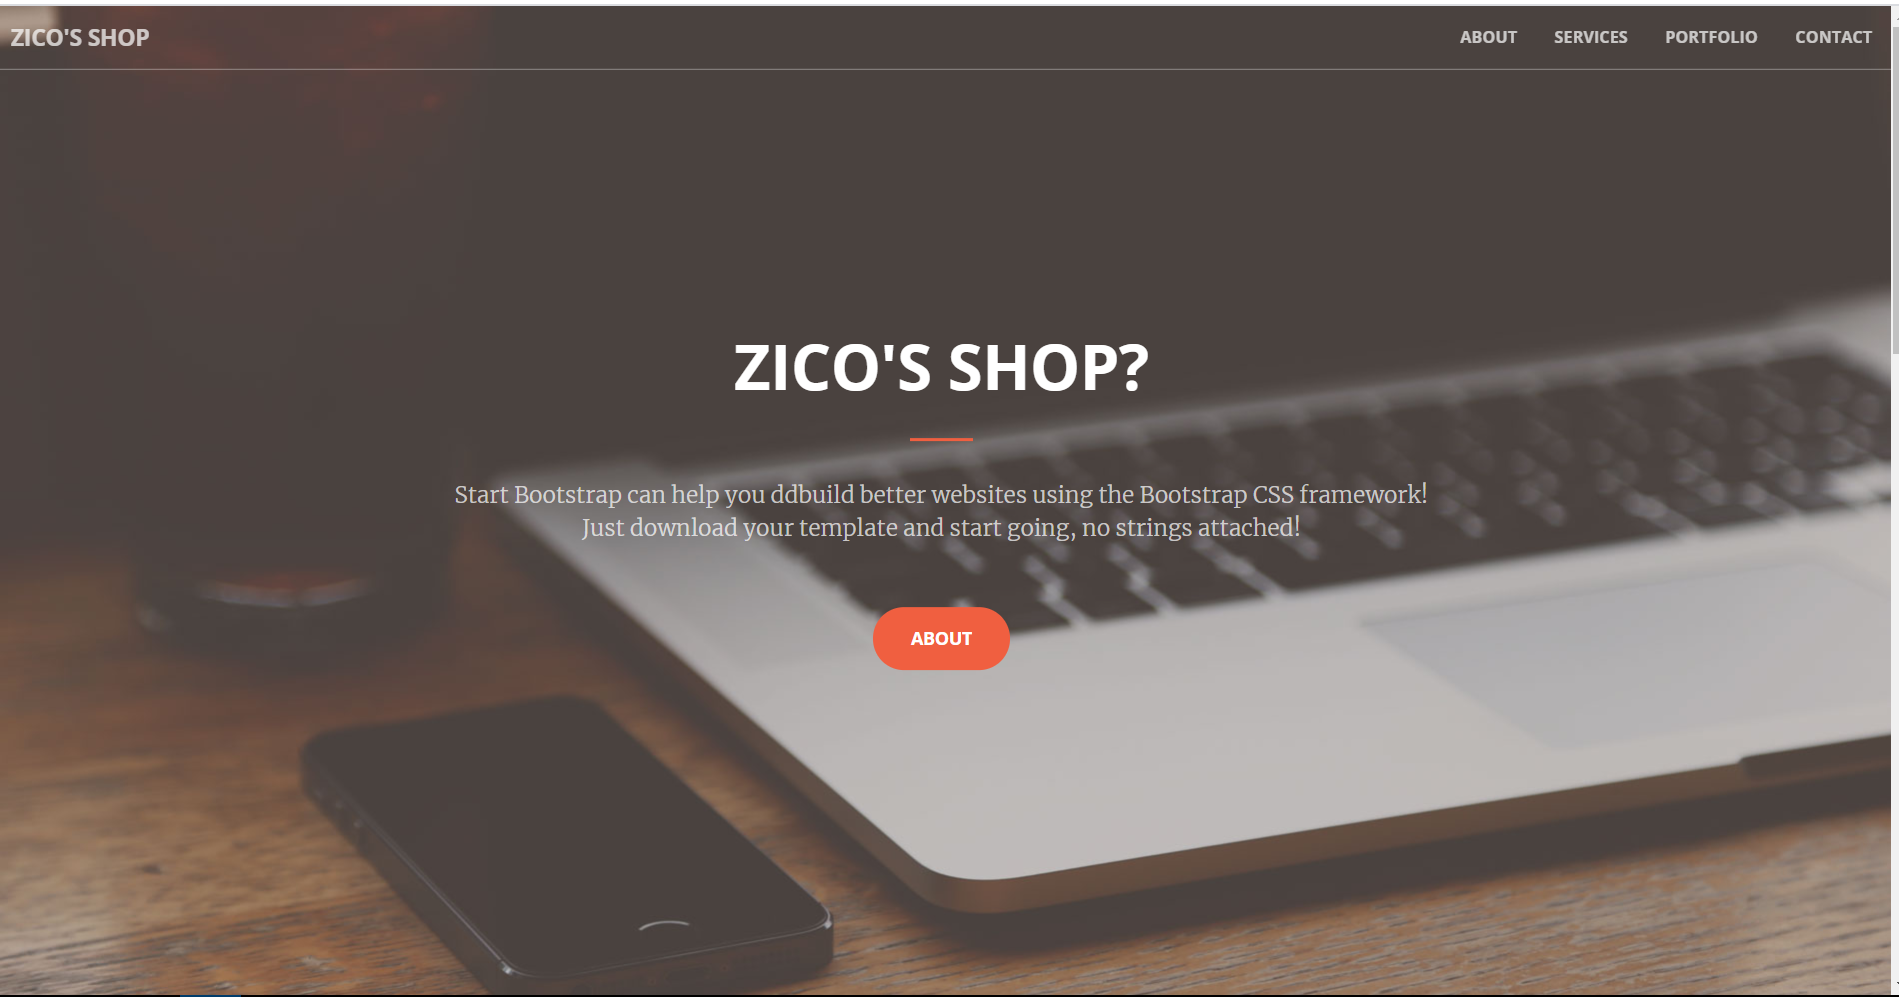 ZICO'S SHOP
ABOUT SERVICES PORTFOLIO CONTACT
ZICO'S SHOP?
Start Bootstrap can help you ddbuild better websites using the Bootstrap CSS framework!
Just download your template and start going, no strings attached!
ABOUT